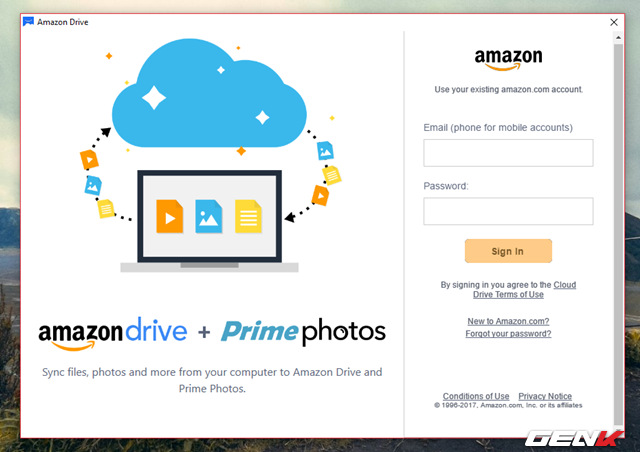 Amazon Drive
amazon
Use your existing amazon.com account.
Email (phone for mobile accounts)
Password:
Sign In
By signing in you agree to the Cloud
Drive Terms of Use
New to Amazon.com?
Forgot your password?
Conditions of Use Privacy Notice
© 1996-2017, Amazon.com, Inc. or its affiliates
amazondrive + Primephotos
Sync files, photos and more from your computer to Amazon Drive and
Prime Photos.
GENK